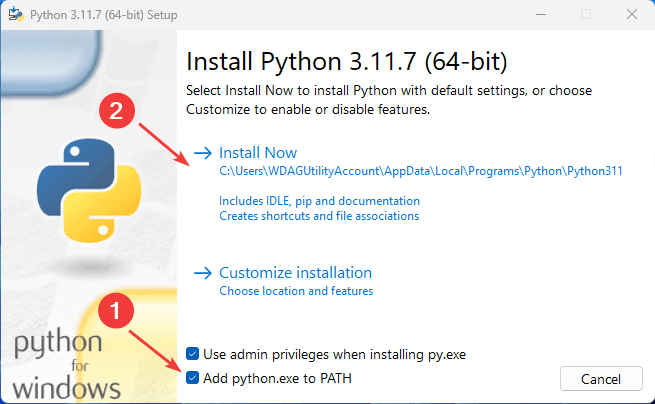 Python 3.11.7 (64-bit) Setup
Install Python 3.11.7 (64-bit)
Select Install Now to install Python with default settings, or choose
Customize to enable or disable features.
2
Install Now
C:\Users\WDAGUtilityAccount\AppData\Local\Programs\Python\Python311
Includes IDLE, pip and documentation
Creates shortcuts and file associations
Customize installation
Choose location and features
1
Use admin privileges when installing py.exe
Add python.exe to PATH
Cancel
python
for
windows